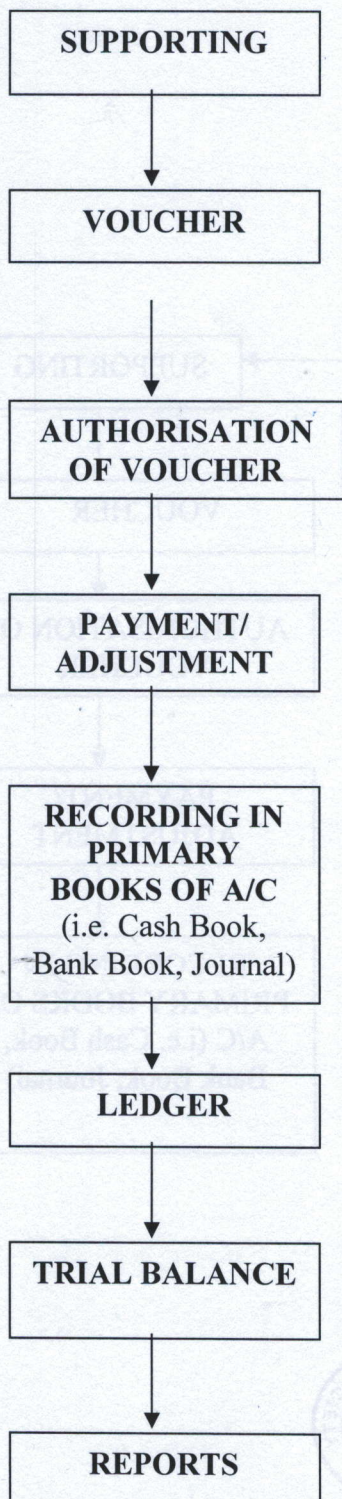 SUPPORTING
VOUCHER
AUTHORISATION
OF VOUCHER
PAYMENT/
ADJUSTMENT
RECORDING IN
PRIMARY
BOOKS OF A/C
(i.e. Cash Book,
Bank Book, Journal)
LEDGER
TRIAL BALANCE
REPORTS